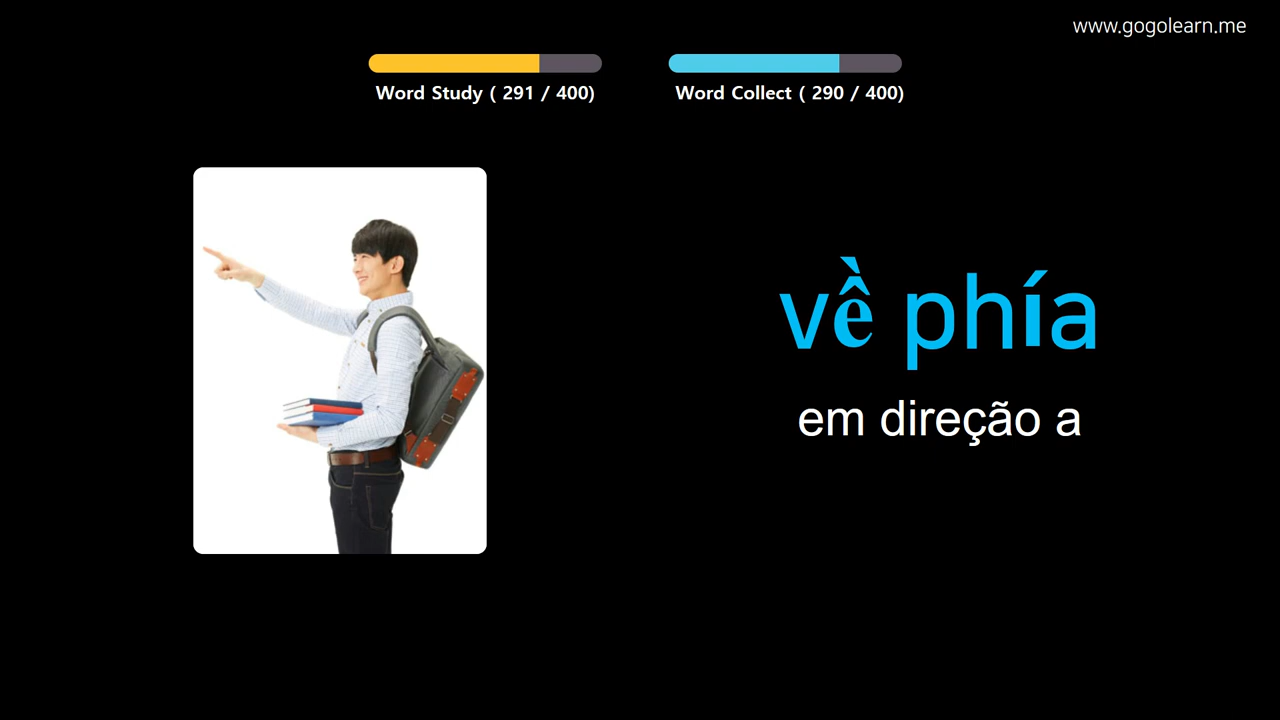 www.gogolearn.me
Word Study ( 291 / 400)
Word Collect ( 290 / 400)
về phía
em direção a